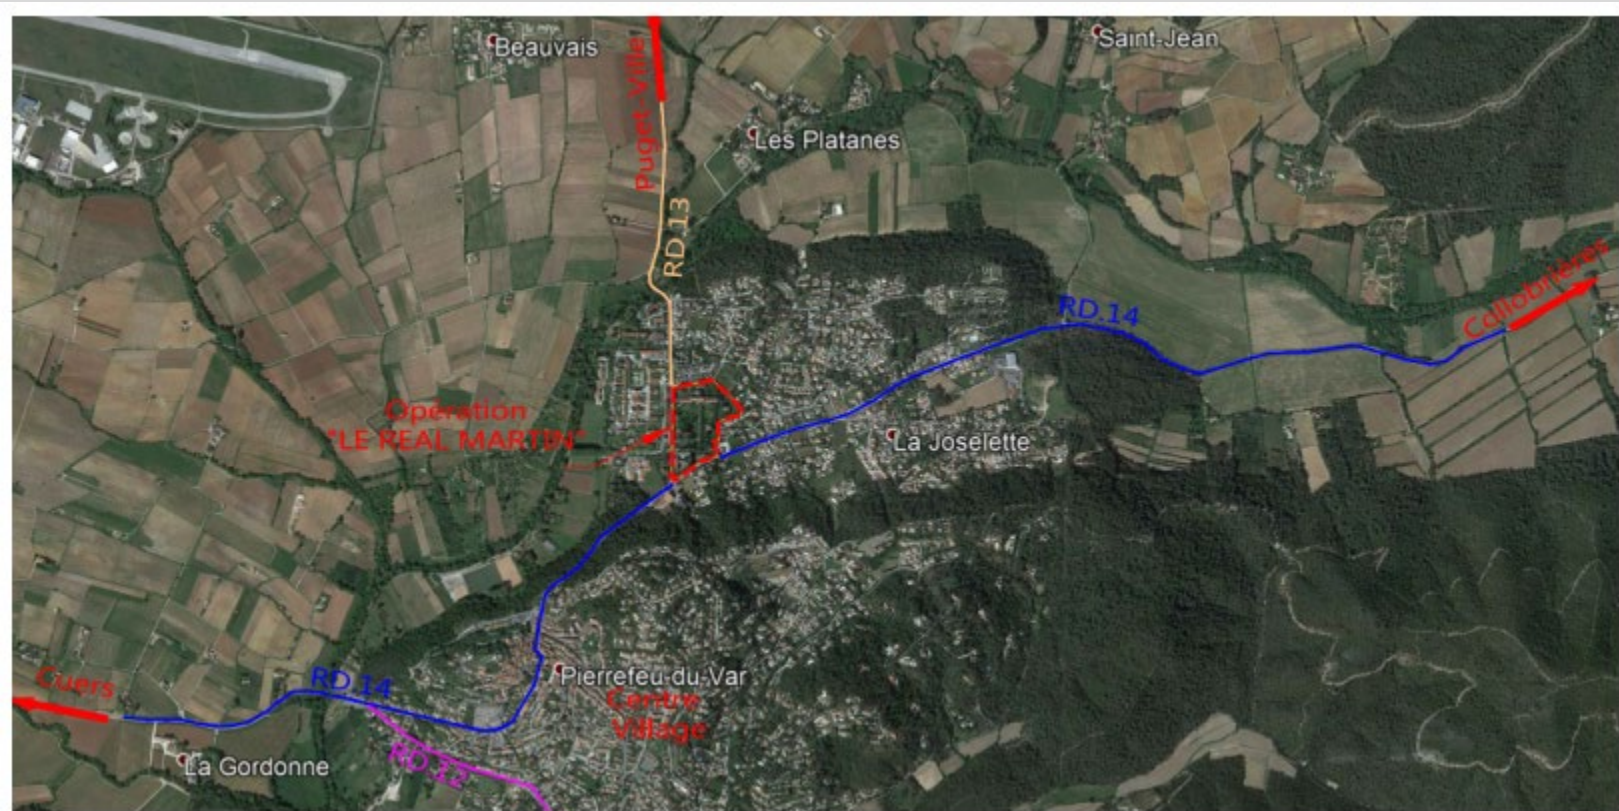 Beauvais
Saint-Jean
Puget-Ville
Les Platanes
RD.13
Collobrières
RD.14
Opération
"LE REAL MARTIN"
La Joselette
Cuers
RD.14
Pierrefeu-du-Var
Centre
Village
La Gordonne
RD.12